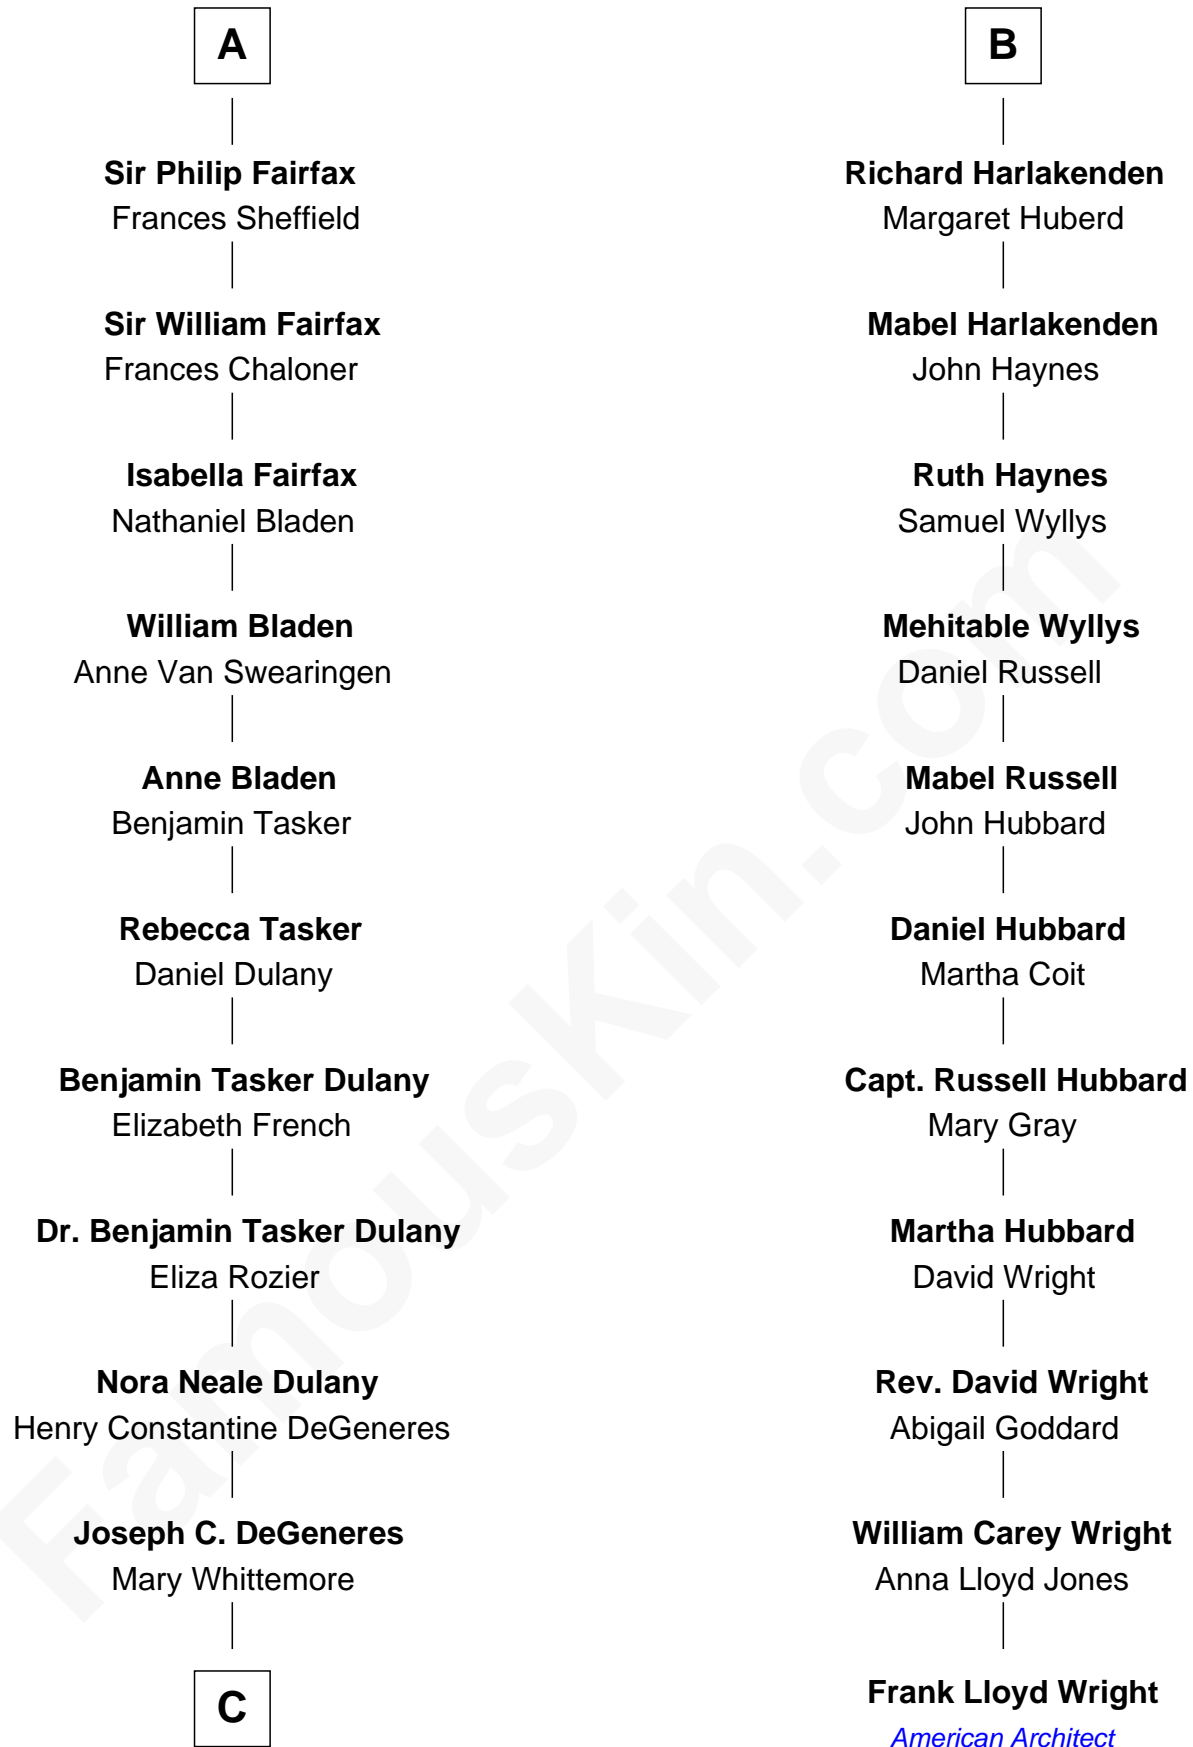 A
Sir Philip Fairfax
Frances Sheffield
Sir William Fairfax
Frances Chaloner
Isabella Fairfax
Nathaniel Bladen
William Bladen
Anne Van Swearingen
Anne Bladen
Benjamin Tasker
Rebecca Tasker
Daniel Dulany
Benjamin Tasker Dulany
Elizabeth French
Dr. Benjamin Tasker Dulany
Eliza Rozier
Nora Neale Dulany
Henry Constantine DeGeneres
Joseph C. DeGeneres
Mary Whittemore
C
B
Richard Harlakenden
Margaret Huberd
Mabel Harlakenden
John Haynes
Ruth Haynes
Samuel Wyllys
Mehitable Wyllys
Daniel Russell
Mabel Russell
John Hubbard
Daniel Hubbard
Martha Coit
Capt. Russell Hubbard
Mary Gray
Martha Hubbard
David Wright
Rev. David Wright
Abigail Goddard
William Carey Wright
Anna Lloyd Jones
Frank Lloyd Wright
American Architect
FamousKin.com